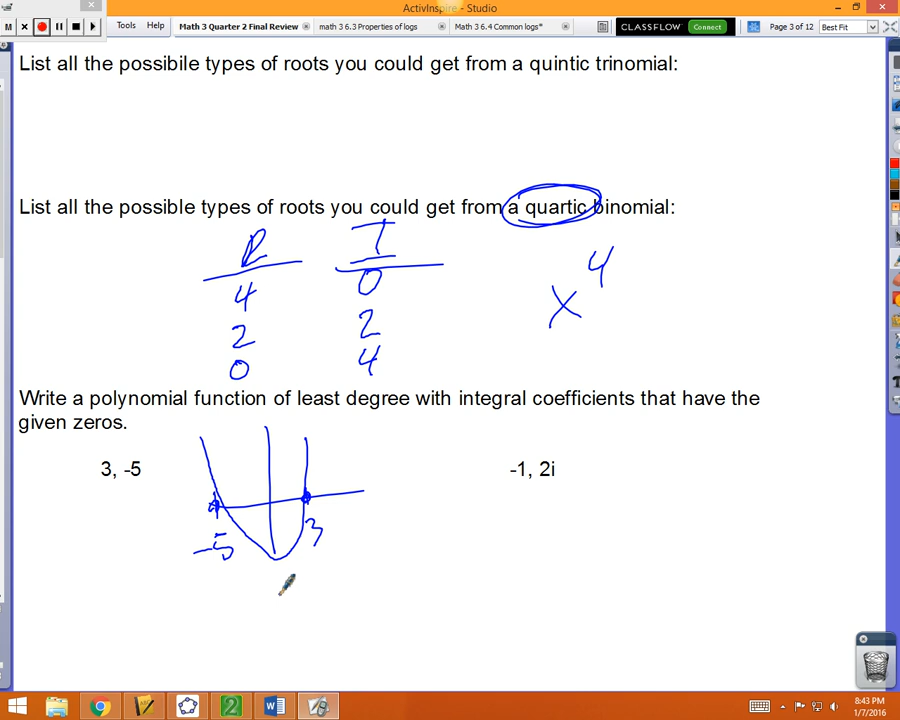 ActivInspire - Studio
Tools Help Math 3 Quarter 2 Final Review math 3 6.3 Properties of logs Math 3 6.4 Common logs* CLASSFLOW Connect Page 3 of 12 Best Fit
List all the possibile types of roots you could get from a quintic trinomial:
List all the possible types of roots you could get from a quartic binomial:
R I
4 0
2 2
0 4
x^4
Write a polynomial function of least degree with integral coefficients that have the
given zeros.
3, -5
-1, 2i
-5 3
8:43 PM
1/7/2016